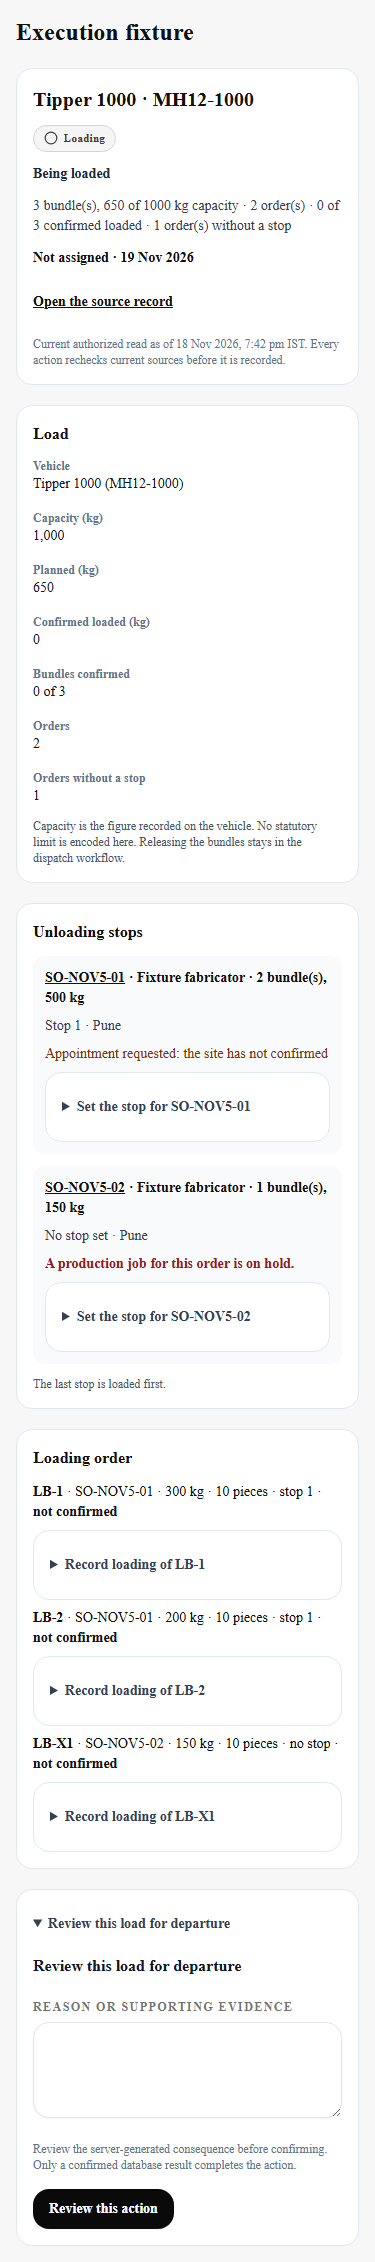 Execution fixture
Tipper 1000 · MH12-1000
Loading
Being loaded
3 bundle(s), 650 of 1000 kg capacity · 2 order(s) · 0 of
3 confirmed loaded · 1 order(s) without a stop
Not assigned · 19 Nov 2026
Open the source record
Current authorized read as of 18 Nov 2026, 7:42 pm IST. Every
action rechecks current sources before it is recorded.
Load
Vehicle
Tipper 1000 (MH12-1000)
Capacity (kg)
1,000
Planned (kg)
650
Confirmed loaded (kg)
0
Bundles confirmed
0 of 3
Orders
2
Orders without a stop
1
Capacity is the figure recorded on the vehicle. No statutory
limit is encoded here. Releasing the bundles stays in the
dispatch workflow.
Unloading stops
SO-NOV5-01 · Fixture fabricator · 2 bundle(s),
500 kg
Stop 1 · Pune
Appointment requested: the site has not confirmed
Set the stop for SO-NOV5-01
SO-NOV5-02 · Fixture fabricator · 1 bundle(s),
150 kg
No stop set · Pune
A production job for this order is on hold.
Set the stop for SO-NOV5-02
The last stop is loaded first.
Loading order
LB-1 · SO-NOV5-01 · 300 kg · 10 pieces · stop 1 ·
not confirmed
Record loading of LB-1
LB-2 · SO-NOV5-01 · 200 kg · 10 pieces · stop 1 ·
not confirmed
Record loading of LB-2
LB-X1 · SO-NOV5-02 · 150 kg · 10 pieces · no stop ·
not confirmed
Record loading of LB-X1
Review this load for departure
Review this load for departure
REASON OR SUPPORTING EVIDENCE
Review the server-generated consequence before confirming.
Only a confirmed database result completes the action.
Review this action